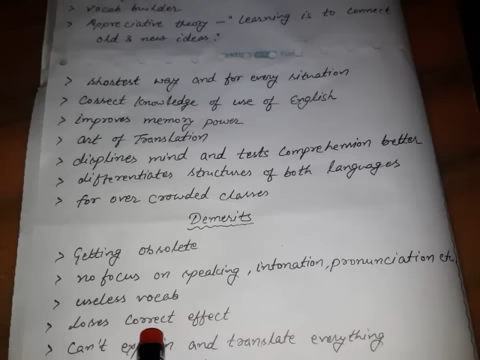 > vocab builder
> Appreciative theory - " Learning is to connect
old & new ideas."
> shortest way and for every situation
> Correct knowledge of use of English
> Improves memory power
> art of Translation
> displines mind and tests comprehension better
> differentiates structures of both languages
> for over crowded classes
Demerits
> Getting obsolete
> no focus on speaking, intonation, pronunciation etc,
> useless vocab
> Loses correct effect
> Can't and translate everything